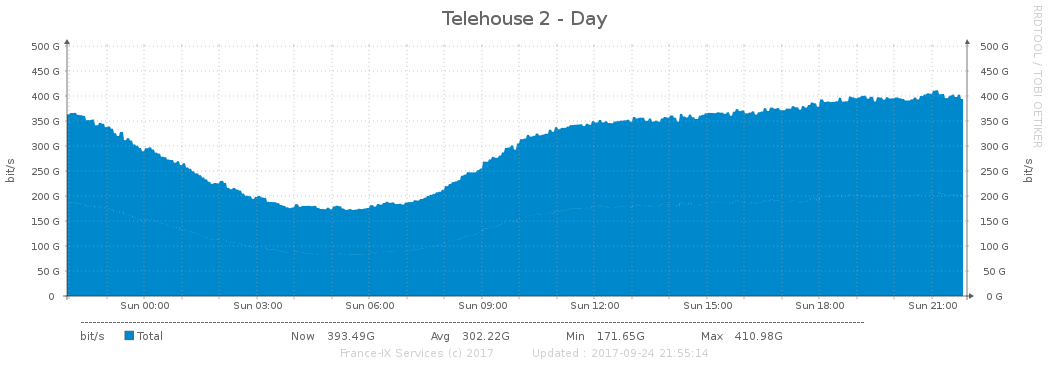 Telehouse 2 - Day
RRDTOOL / TOBI OETIKER
500 G 500 G
450 G 450 G
400 G 400 G
350 G 350 G
300 G 300 G
250 G 250 G
200 G 200 G
150 G 150 G
100 G 100 G
50 G 50 G
0 0 G
bit/s
bit/s
Sun 00:00 Sun 03:00 Sun 06:00 Sun 09:00 Sun 12:00 Sun 15:00 Sun 18:00 Sun 21:00
bit/s Total Now 393.49G Avg 302.22G Min 171.65G Max 410.98G
France-IX Services (c) 2017 Updated : 2017-09-24 21:55:14